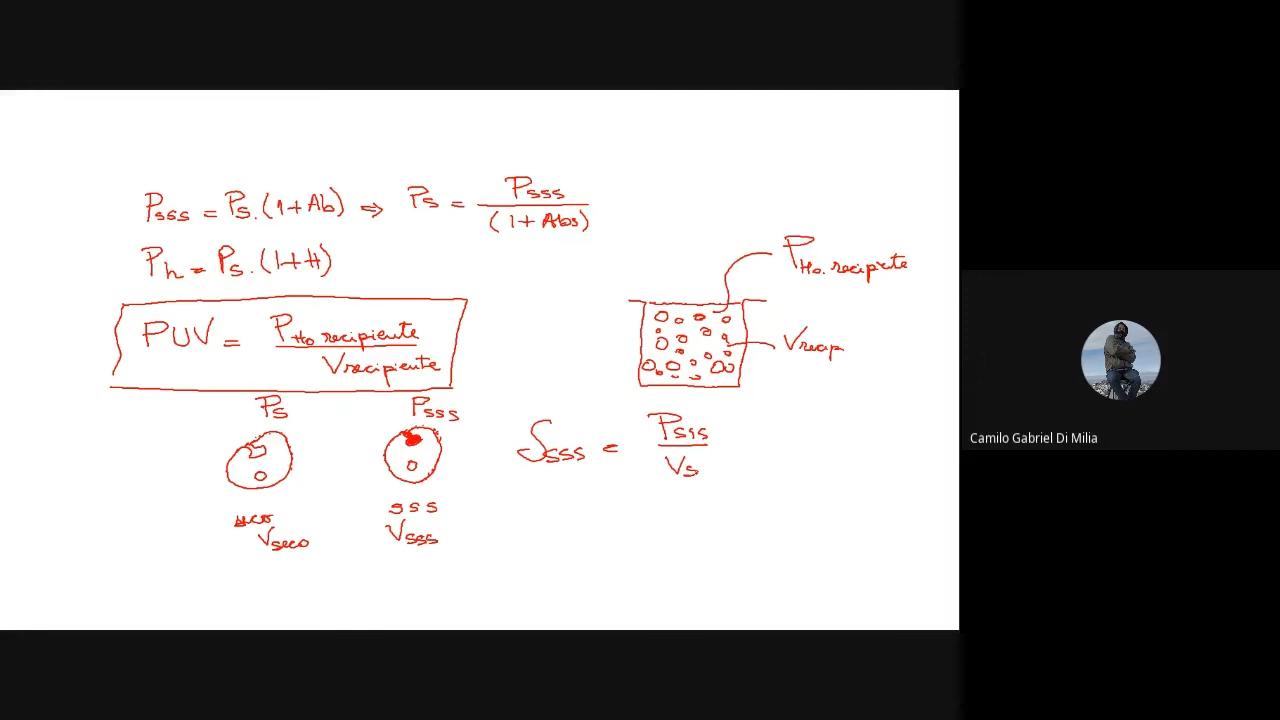 Psss = Ps.(1+Ab) ⇒ Ps = Psss / (1+Abs)
Ph = Ps.(1+H)
PUV = PHo recipiente / Vrecipiente
PHo. recipiente
Vrecip
Ps
Psss
δsss = Psss / Vs
seco
Vseco
sss
Vsss
Camilo Gabriel Di Milia